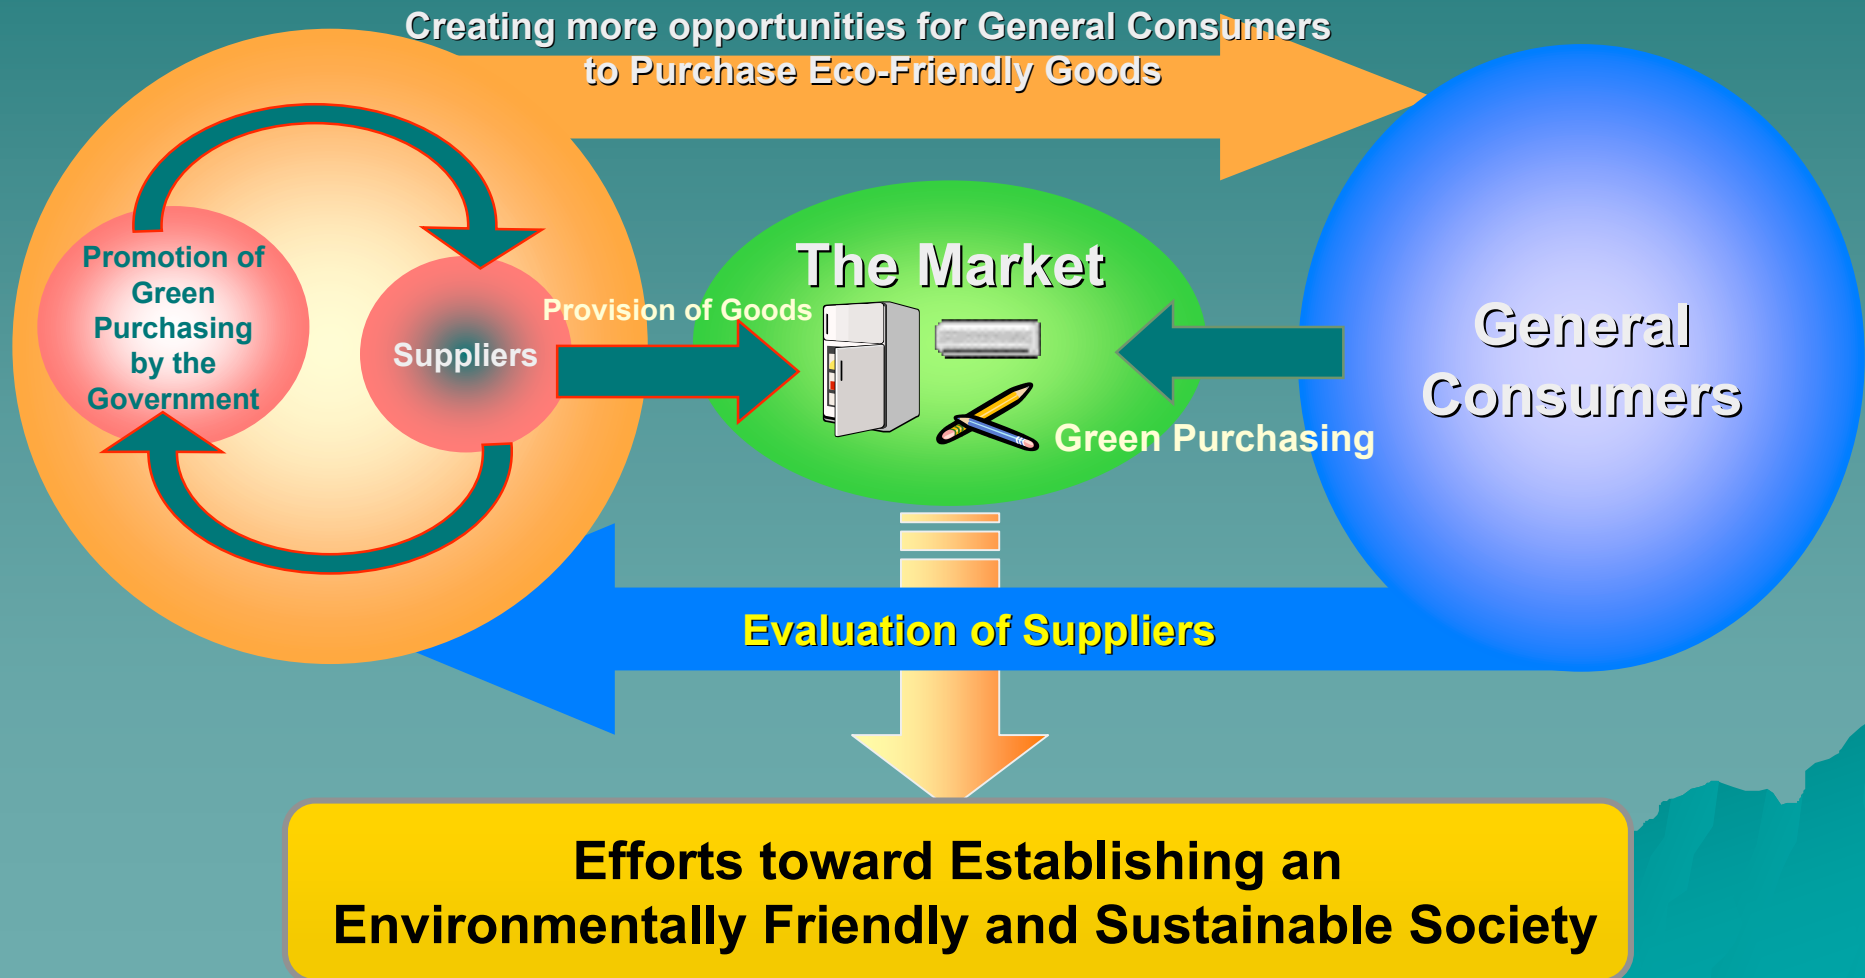 Creating more opportunities for General Consumers
to Purchase Eco-Friendly Goods
Promotion of
Green
Purchasing
by the
Government
Suppliers
Provision of Goods
The Market
Green Purchasing
General
Consumers
Evaluation of Suppliers
Efforts toward Establishing an
Environmentally Friendly and Sustainable Society